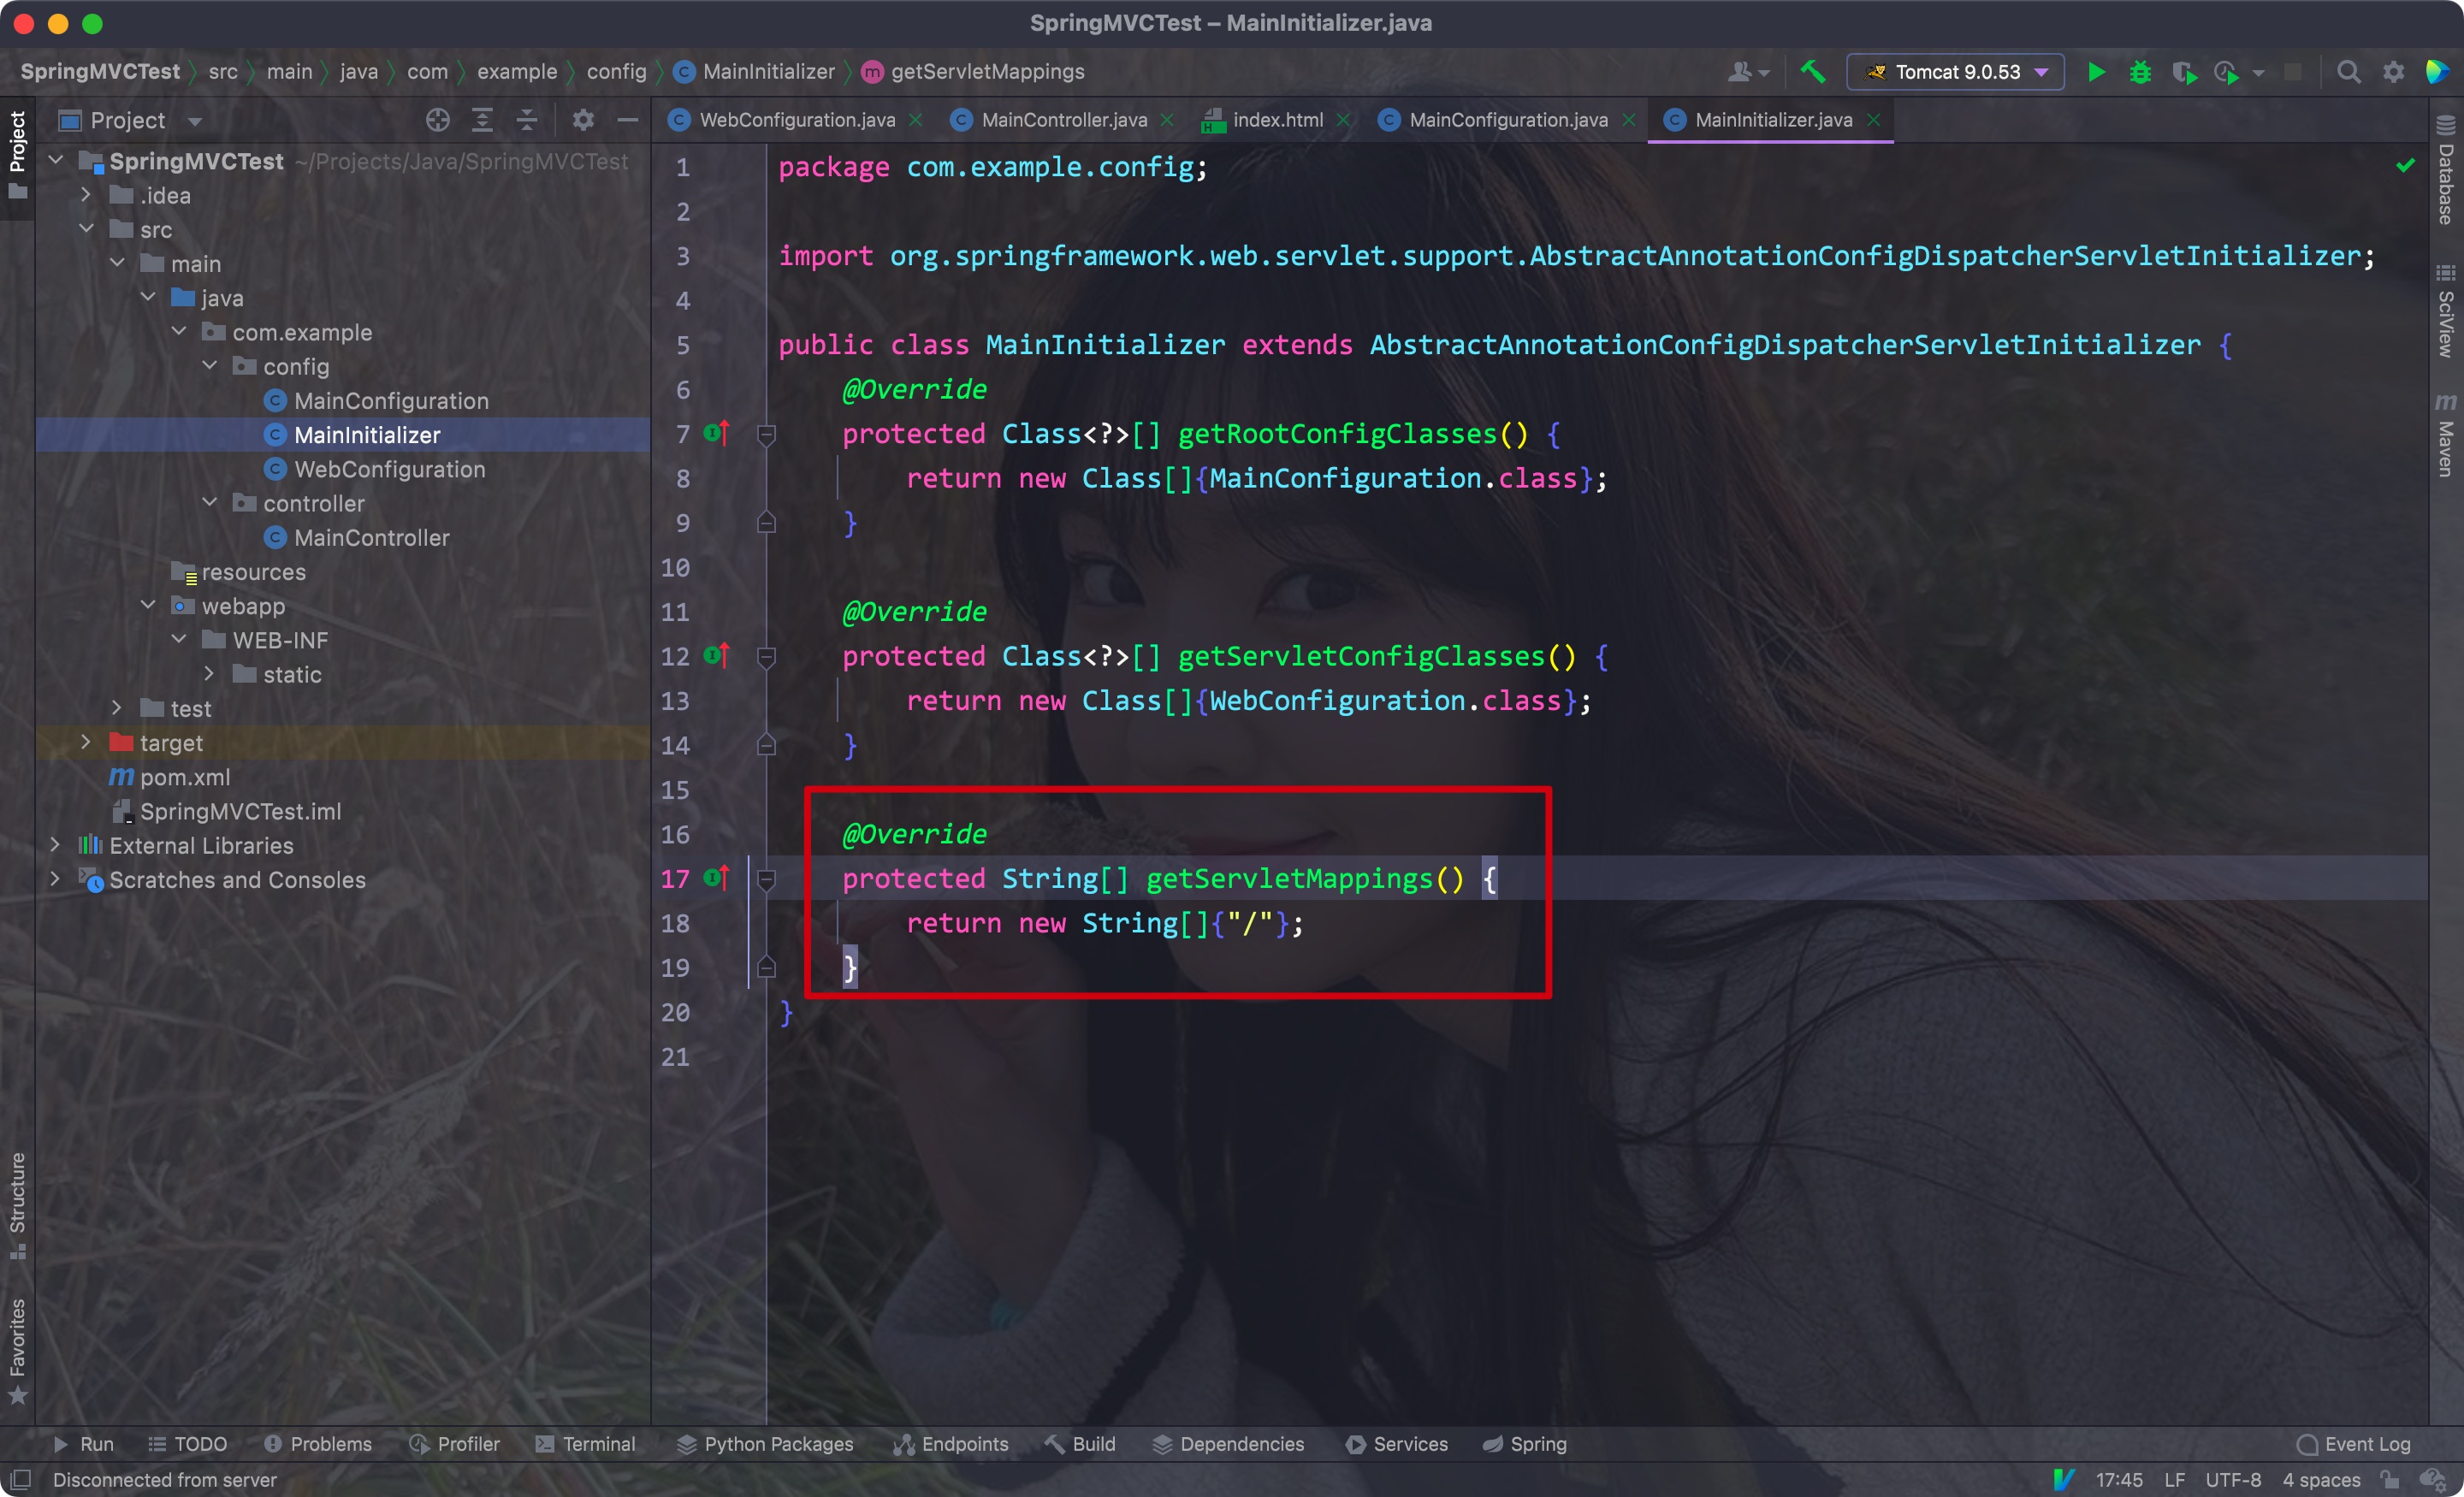 SpringMVCTest – MainInitializer.java
SpringMVCTest src main java com example config MainInitializer getServletMappings
Tomcat 9.0.53
Project
WebConfiguration.java MainController.java index.html MainConfiguration.java MainInitializer.java
Project
SpringMVCTest ~/Projects/Java/SpringMVCTest
.idea
src
main
java
com.example
config
MainConfiguration
MainInitializer
WebConfiguration
controller
MainController
resources
webapp
WEB-INF
static
test
target
pom.xml
SpringMVCTest.iml
External Libraries
Scratches and Consoles
Structure
Favorites
1 package com.example.config;
2
3 import org.springframework.web.servlet.support.AbstractAnnotationConfigDispatcherServletInitializer;
4
5 public class MainInitializer extends AbstractAnnotationConfigDispatcherServletInitializer {
6 @Override
7 protected Class<?>[] getRootConfigClasses() {
8 return new Class[]{MainConfiguration.class};
9 }
10
11 @Override
12 protected Class<?>[] getServletConfigClasses() {
13 return new Class[]{WebConfiguration.class};
14 }
15
16 @Override
17 protected String[] getServletMappings() {
18 return new String[]{"/"};
19 }
20 }
21
Database
SciView
Maven
Run TODO Problems Profiler Terminal Python Packages Endpoints Build Dependencies Services Spring Event Log
Disconnected from server 17:45 LF UTF-8 4 spaces